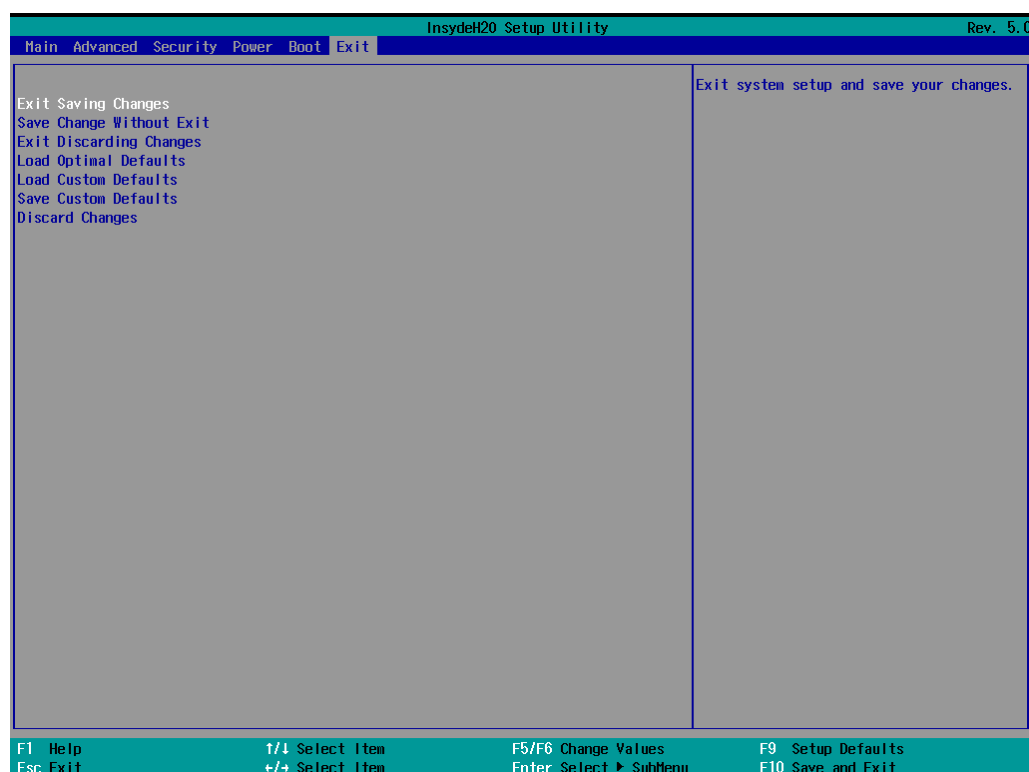 InsydeH20 Setup Utility Rev. 5.0
Main Advanced Security Power Boot Exit
Exit system setup and save your changes.
Exit Saving Changes
Save Change Without Exit
Exit Discarding Changes
Load Optimal Defaults
Load Custom Defaults
Save Custom Defaults
Discard Changes
F1 Help ↑/↓ Select Item F5/F6 Change Values F9 Setup Defaults
Esc Exit ←/→ Select Item Enter Select ▶ SubMenu F10 Save and Exit